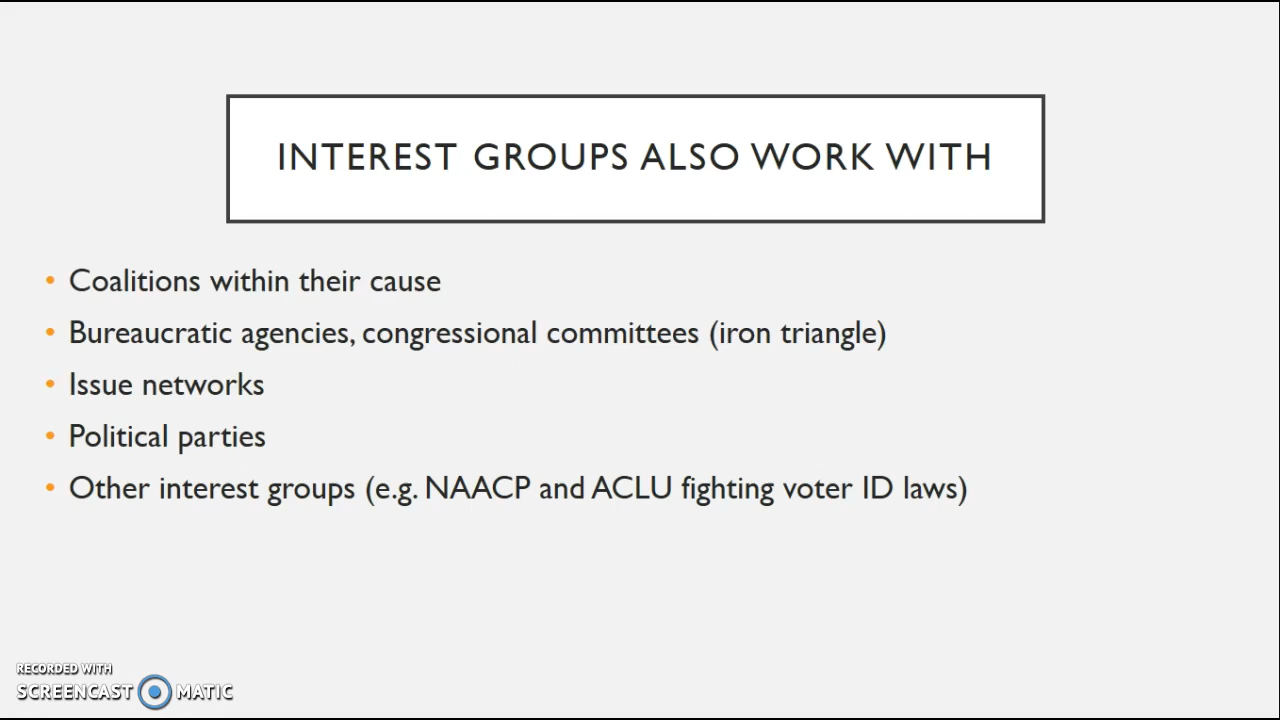 INTEREST GROUPS ALSO WORK WITH
• Coalitions within their cause
• Bureaucratic agencies, congressional committees (iron triangle)
• Issue networks
• Political parties
• Other interest groups (e.g. NAACP and ACLU fighting voter ID laws)
RECORDED WITH
SCREENCAST MATIC